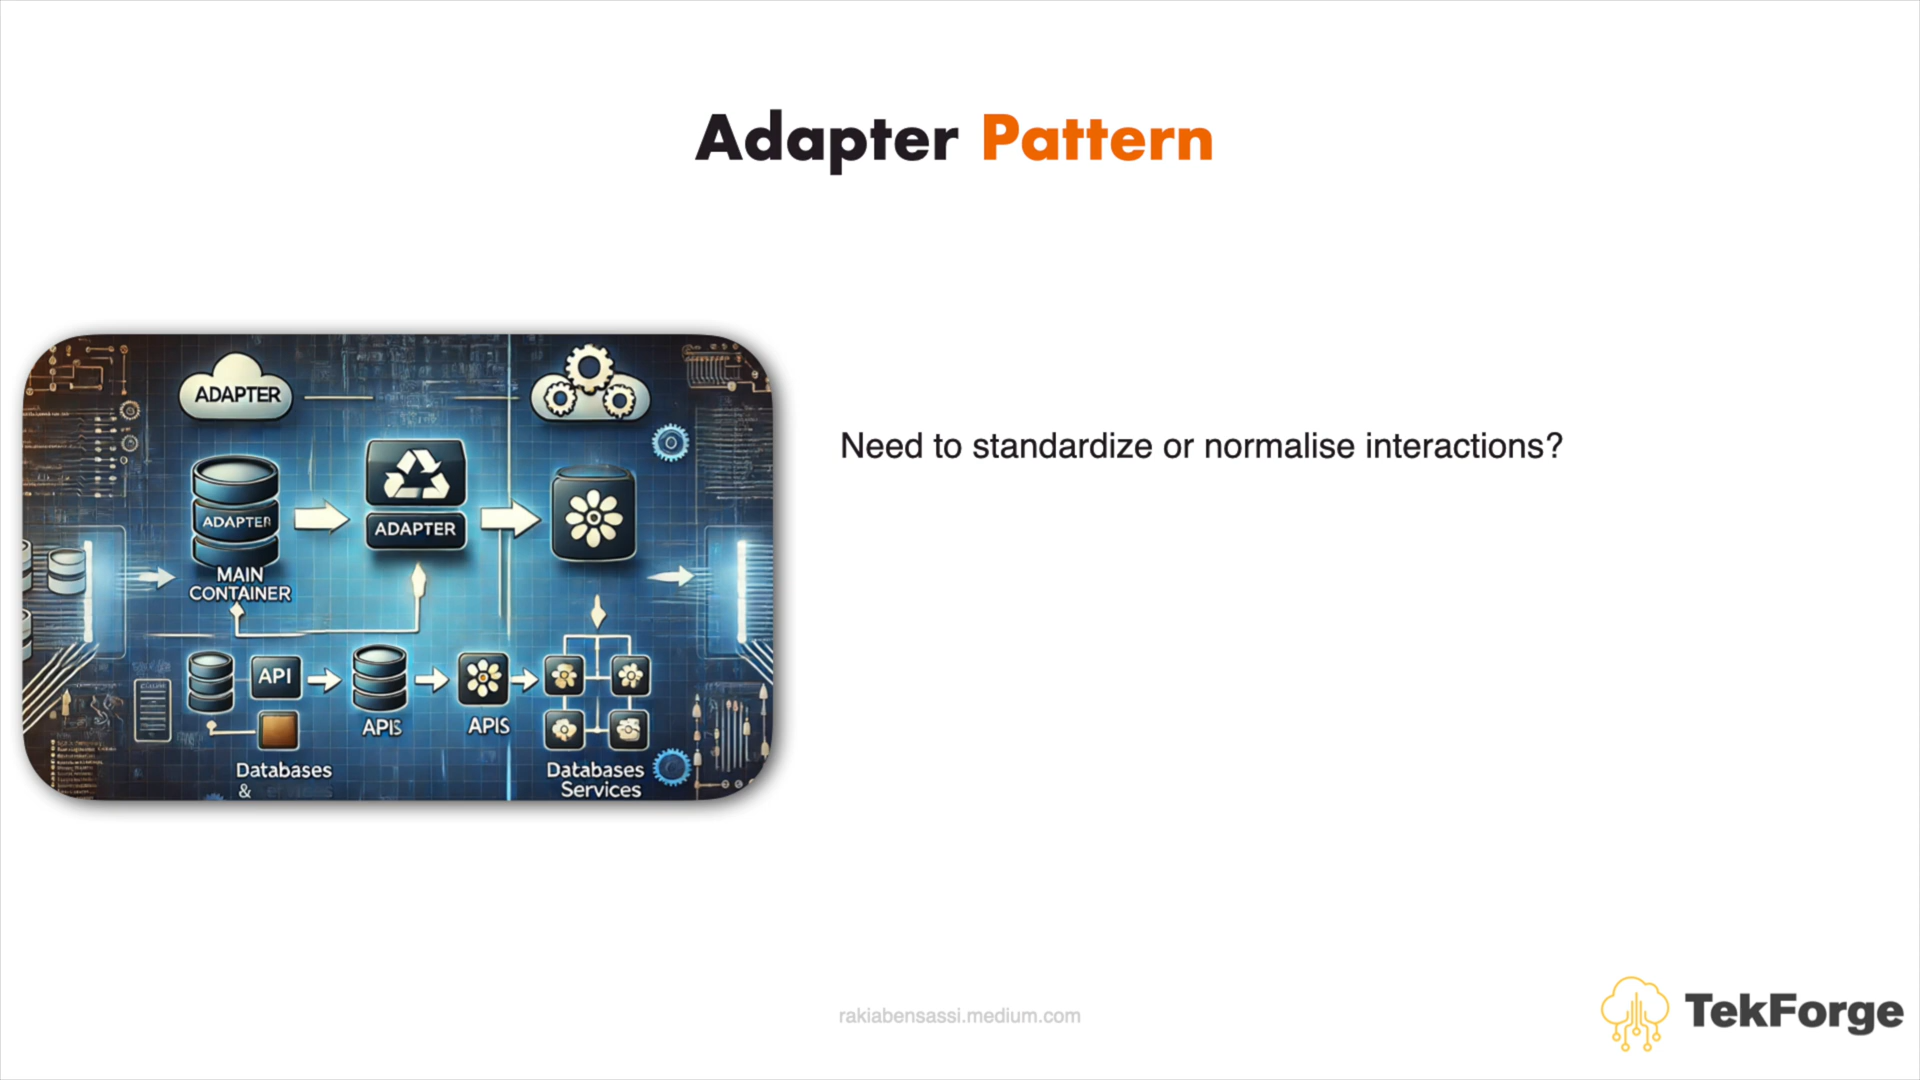 Adapter Pattern
ADAPTER
ADAPTER
MAIN
CONTAINER
ADAPTER
API
APIS
APIS
Databases
&
Databases
Services
Need to standardize or normalise interactions?
rakiabensassi.medium.com
TekForge